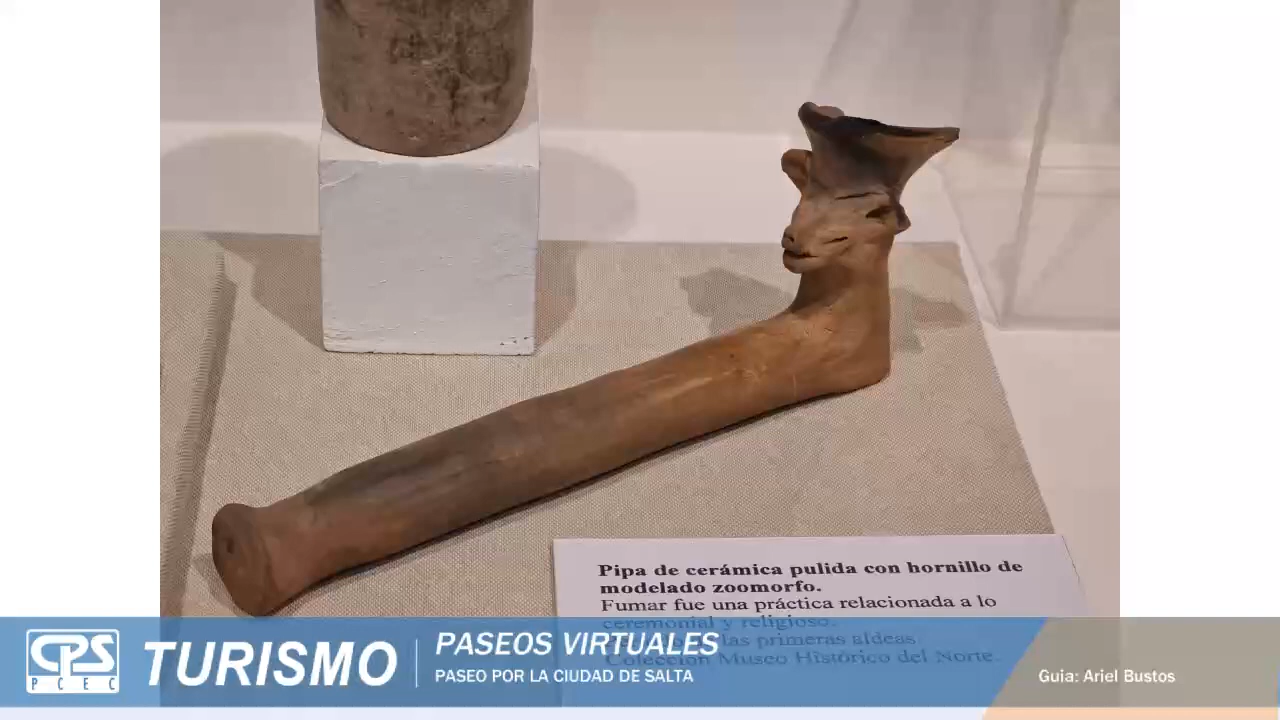 Pipa de cerámica pulida con hornillo de
modelado zoomorfo.
Fumar fue una práctica relacionada a lo
ceremonial y religioso.
las primeras aldeas
Colección Museo Histórico del Norte.
CPS
PCEC
TURISMO
PASEOS VIRTUALES
PASEO POR LA CIUDAD DE SALTA
Guia: Ariel Bustos